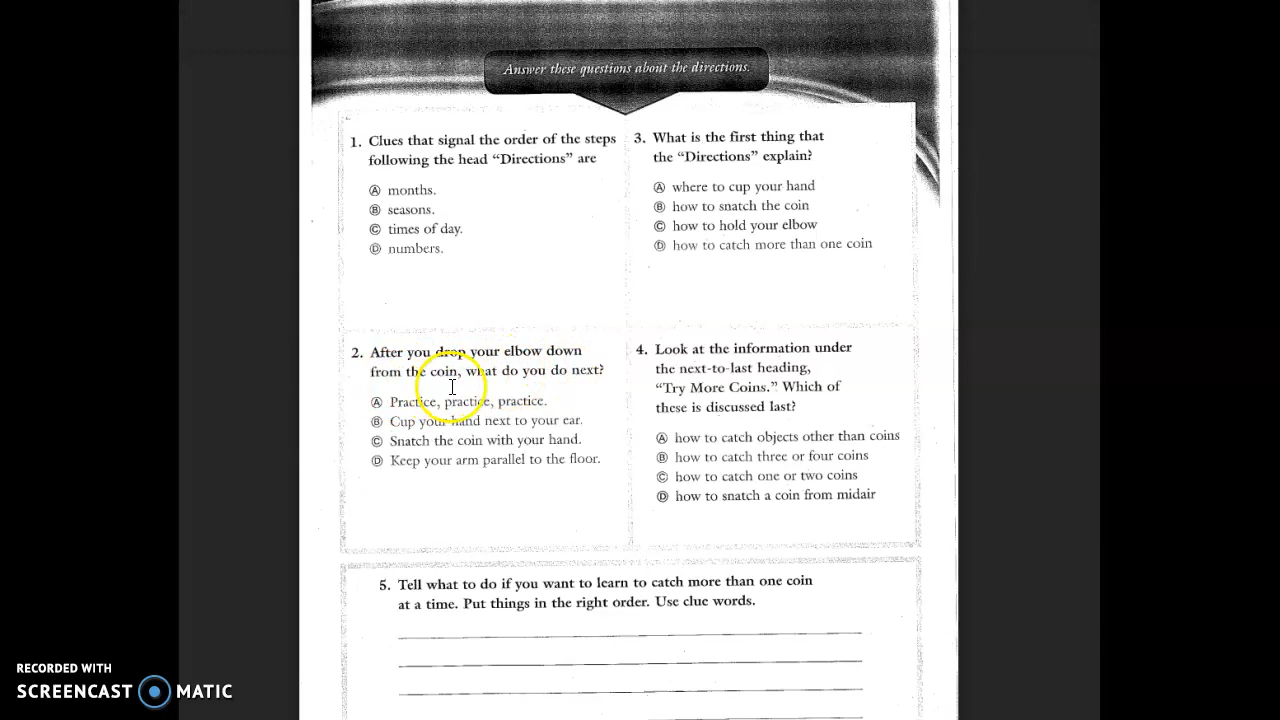 Answer these questions about the directions.
1. Clues that signal the order of the steps
following the head “Directions” are
Ⓐ months.
Ⓑ seasons.
Ⓒ times of day.
Ⓓ numbers.
2. After you drop your elbow down
from the coin, what do you do next?
Ⓐ Practice, practice, practice.
Ⓑ Cup your hand next to your ear.
Ⓒ Snatch the coin with your hand.
Ⓓ Keep your arm parallel to the floor.
3. What is the first thing that
the “Directions” explain?
Ⓐ where to cup your hand
Ⓑ how to snatch the coin
Ⓒ how to hold your elbow
Ⓓ how to catch more than one coin
4. Look at the information under
the next-to-last heading,
“Try More Coins.” Which of
these is discussed last?
Ⓐ how to catch objects other than coins
Ⓑ how to catch three or four coins
Ⓒ how to catch one or two coins
Ⓓ how to snatch a coin from midair
5. Tell what to do if you want to learn to catch more than one coin
at a time. Put things in the right order. Use clue words.
RECORDED WITH
SCREENCAST MATIC